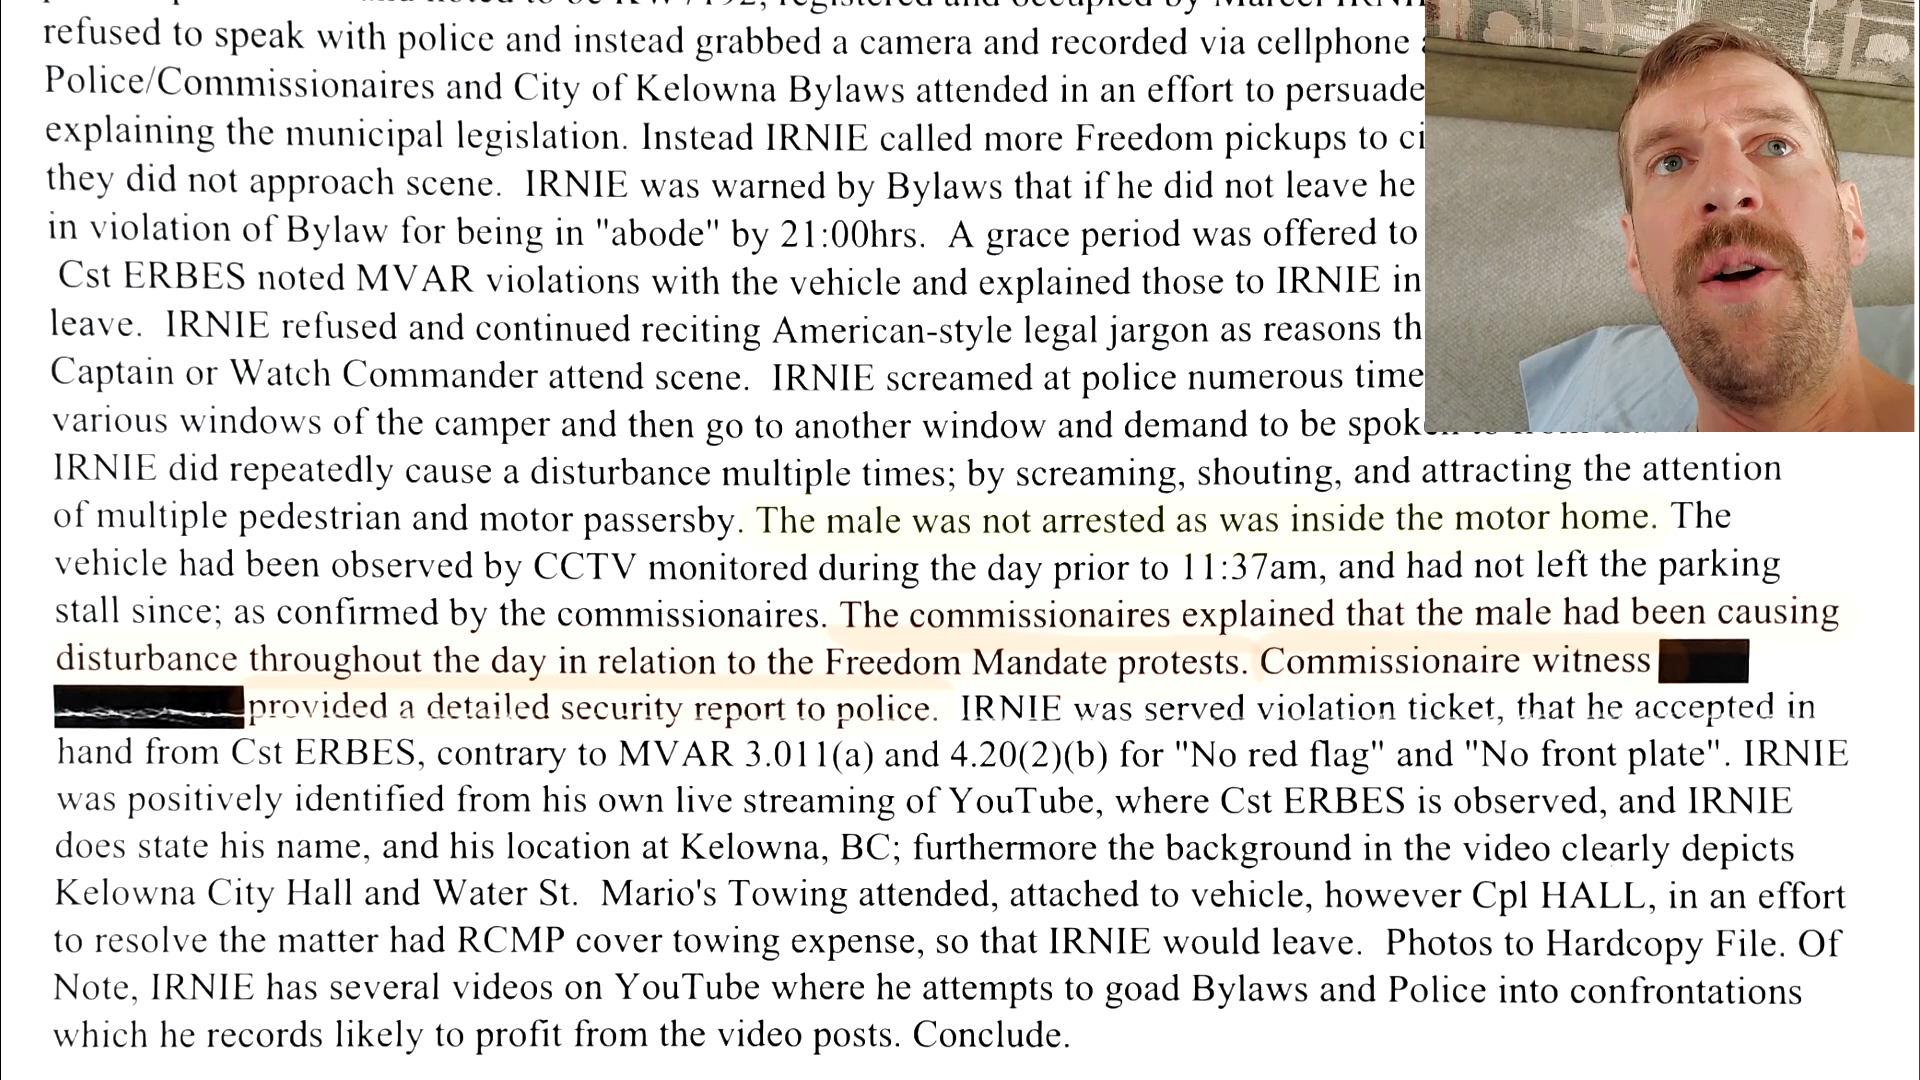 registered and occupied by Marcel
refused to speak with police and instead grabbed a camera and recorded via cellphone
Police/Commissionaires and City of Kelowna Bylaws attended in an effort to persuade
explaining the municipal legislation. Instead IRNIE called more Freedom pickups to ci
they did not approach scene. IRNIE was warned by Bylaws that if he did not leave he
in violation of Bylaw for being in "abode" by 21:00hrs. A grace period was offered to
Cst ERBES noted MVAR violations with the vehicle and explained those to IRNIE in
leave. IRNIE refused and continued reciting American-style legal jargon as reasons th
Captain or Watch Commander attend scene. IRNIE screamed at police numerous time
various windows of the camper and then go to another window and demand to be spok
IRNIE did repeatedly cause a disturbance multiple times; by screaming, shouting, and attracting the attention
of multiple pedestrian and motor passersby. The male was not arrested as was inside the motor home. The
vehicle had been observed by CCTV monitored during the day prior to 11:37am, and had not left the parking
stall since; as confirmed by the commissionaires. The commissionaires explained that the male had been causing
disturbance throughout the day in relation to the Freedom Mandate protests. Commissionaire witness
provided a detailed security report to police. IRNIE was served violation ticket, that he accepted in
hand from Cst ERBES, contrary to MVAR 3.011(a) and 4.20(2)(b) for "No red flag" and "No front plate". IRNIE
was positively identified from his own live streaming of YouTube, where Cst ERBES is observed, and IRNIE
does state his name, and his location at Kelowna, BC; furthermore the background in the video clearly depicts
Kelowna City Hall and Water St. Mario's Towing attended, attached to vehicle, however Cpl HALL, in an effort
to resolve the matter had RCMP cover towing expense, so that IRNIE would leave. Photos to Hardcopy File. Of
Note, IRNIE has several videos on YouTube where he attempts to goad Bylaws and Police into confrontations
which he records likely to profit from the video posts. Conclude.